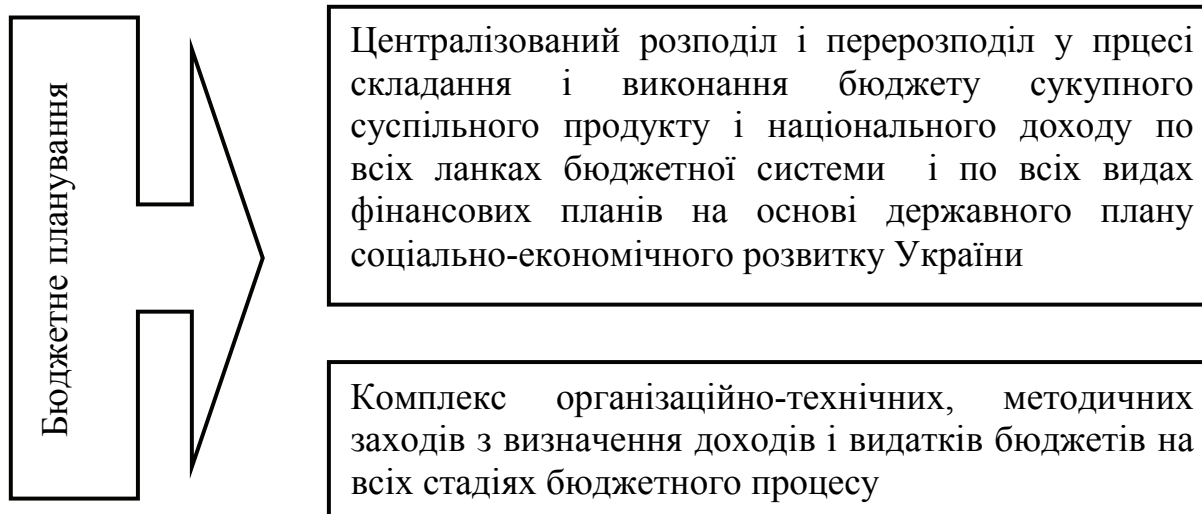 Бюджетне планування
Централізований розподіл і перерозподіл у прцесі
складання і виконання бюджету сукупного
суспільного продукту і національного доходу по
всіх ланках бюджетної системи і по всіх видах
фінансових планів на основі державного плану
соціально-економічного розвитку України
Комплекс організаційно-технічних, методичних
заходів з визначення доходів і видатків бюджетів на
всіх стадіях бюджетного процесу